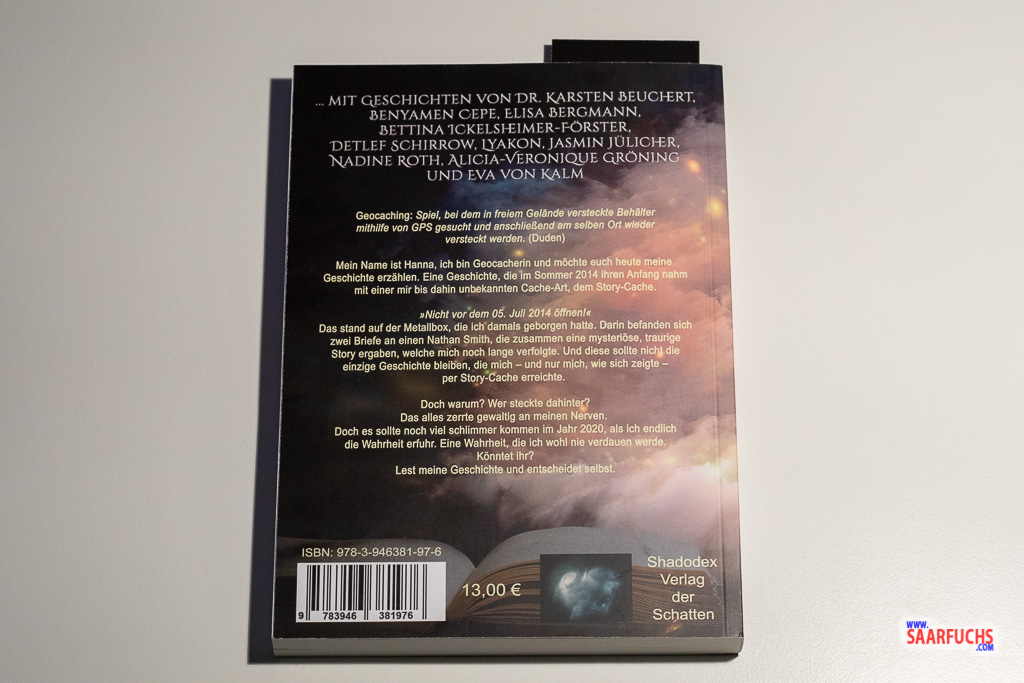 ... mit Geschichten von Dr. Karsten Beuchert,
Benyamen Cepe, Elisa Bergmann,
Bettina Ickelsheimer-Förster,
Detlef Schirrow, Lyakon, Jasmin Jülicher,
Nadine Roth, Alicia-Veronique Gröning
und Eva von Kalm
Geocaching: Spiel, bei dem in freiem Gelände versteckte Behälter
mithilfe von GPS gesucht und anschließend am selben Ort wieder
versteckt werden. (Duden)
Mein Name ist Hanna, ich bin Geocacherin und möchte euch heute meine
Geschichte erzählen. Eine Geschichte, die im Sommer 2014 ihren Anfang nahm
mit einer mir bis dahin unbekannten Cache-Art, dem Story-Cache.
»Nicht vor dem 05. Juli 2014 öffnen!«
Das stand auf der Metallbox, die ich damals geborgen hatte. Darin befanden sich
zwei Briefe an einen Nathan Smith, die zusammen eine mysteriöse, traurige
Story ergaben, welche mich noch lange verfolgte. Und diese sollte nicht die
einzige Geschichte bleiben, die mich – und nur mich, wie sich zeigte –
per Story-Cache erreichte.
Doch warum? Wer steckte dahinter?
Das alles zerrte gewaltig an meinen Nerven.
Doch es sollte noch viel schlimmer kommen im Jahr 2020, als ich endlich
die Wahrheit erfuhr. Eine Wahrheit, die ich wohl nie verdauen werde.
Könntet ihr?
Lest meine Geschichte und entscheidet selbst.
ISBN: 978-3-946381-97-6
9 783946 381976
13,00 €
Shadodex
Verlag
der
Schatten
WWW.
SAARFUCHS
.COM